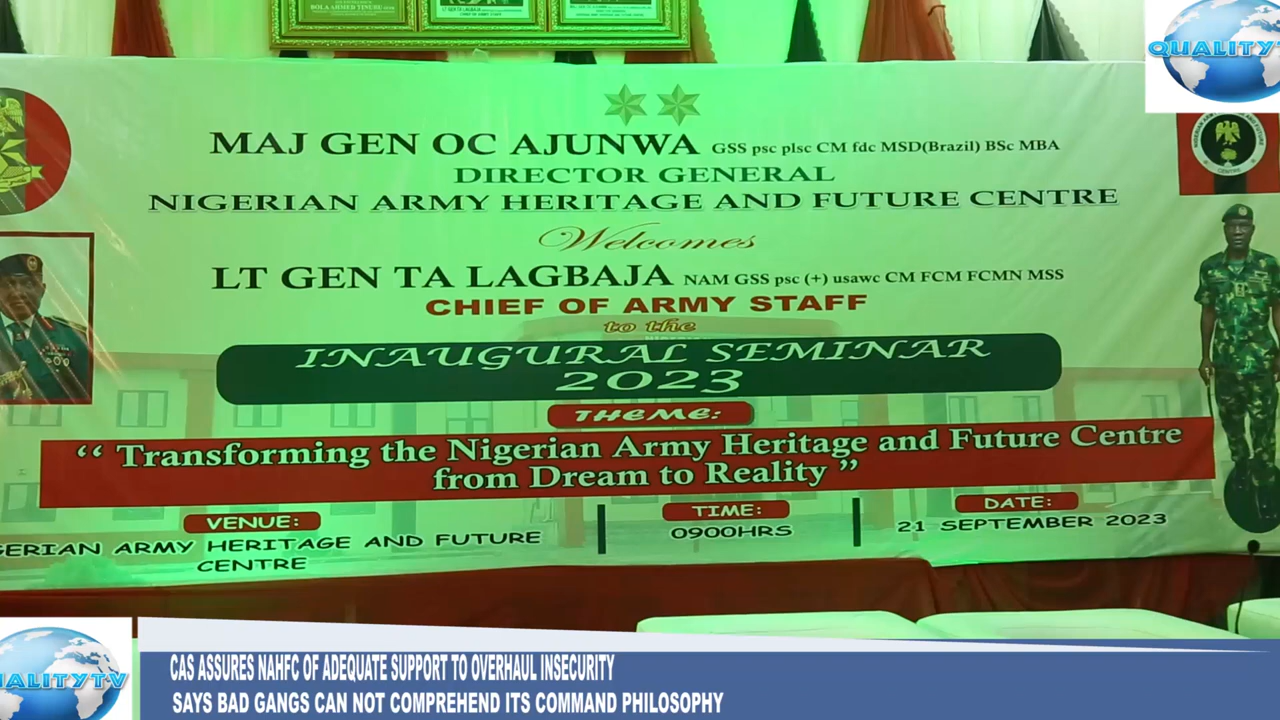 BOLA AHMED TINUBU
QUALITYT
MAJ GEN OC AJUNWA GSS psc plsc CM fdc MSD(Brazil) BSc MBA
DIRECTOR GENERAL
NIGERIAN ARMY HERITAGE AND FUTURE CENTRE
Welcomes
LT GEN TA LAGBAJA NAM GSS psc (+) usawc CM FCM FCMN MSS
CHIEF OF ARMY STAFF
to the
INAUGURAL SEMINAR
2023
THEME:
“ Transforming the Nigerian Army Heritage and Future Centre
from Dream to Reality ”
VENUE:
GERIAN ARMY HERITAGE AND FUTURE
CENTRE
TIME:
0900HRS
DATE:
21 SEPTEMBER 2023
CENTRE
UALITYTV
CAS ASSURES NAHFC OF ADEQUATE SUPPORT TO OVERHAUL INSECURITY
SAYS BAD GANGS CAN NOT COMPREHEND ITS COMMAND PHILOSOPHY